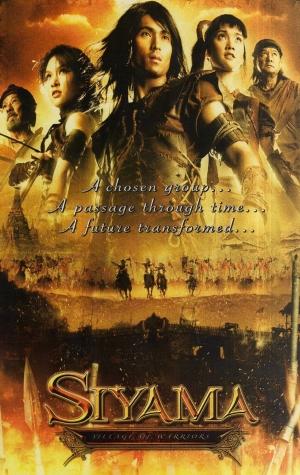 A chosen group...
A passage through time...
A future transformed...
SIYAMA
VILLAGE OF WARRIORS